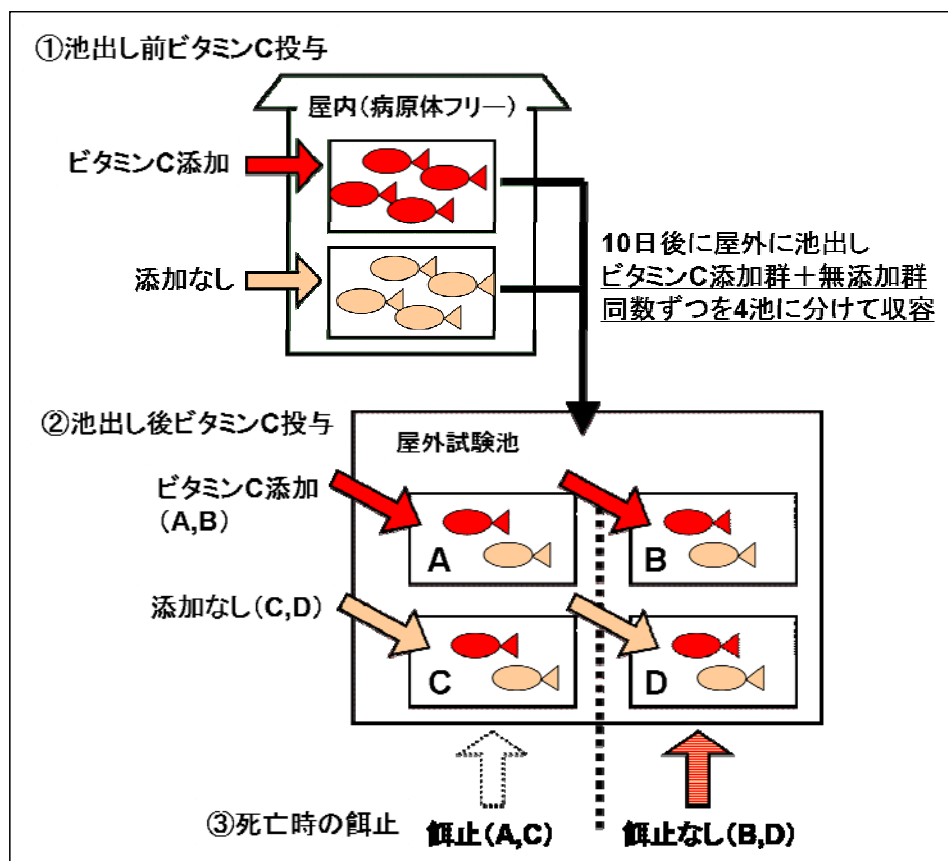 ①池出し前ビタミンC投与
屋内(病原体フリー)
ビタミンC添加
添加なし
10日後に屋外に池出し
ビタミンC添加群＋無添加群
同数ずつを4池に分けて収容
②池出し後ビタミンC投与
屋外試験池
ビタミンC添加
(A,B)
A
B
添加なし(C,D)
C
D
③死亡時の餌止
餌止(A,C)
餌止なし(B,D)